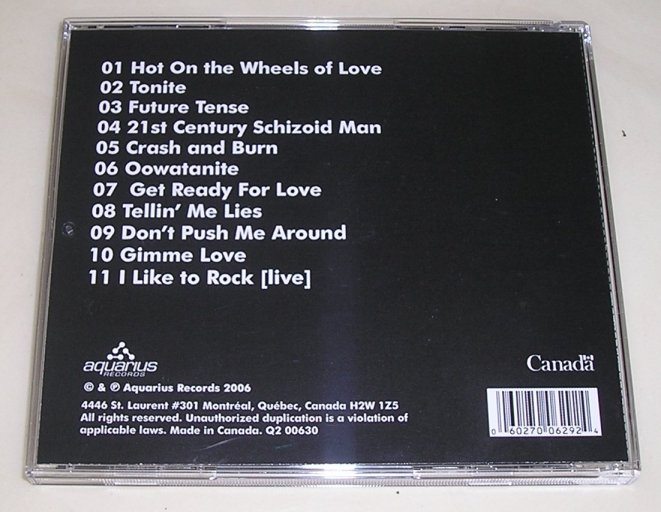 01 Hot On the Wheels of Love
02 Tonite
03 Future Tense
04 21st Century Schizoid Man
05 Crash and Burn
06 Oowatanite
07 Get Ready For Love
08 Tellin' Me Lies
09 Don't Push Me Around
10 Gimme Love
11 I Like to Rock [live]
aquarius
RECORDS
Canada
© & ℗ Aquarius Records 2006
4446 St. Laurent #301 Montréal, Québec, Canada H2W 1Z5
All rights reserved. Unauthorized duplication is a violation of
applicable laws. Made in Canada. Q2 00630
0 60270 06292 4